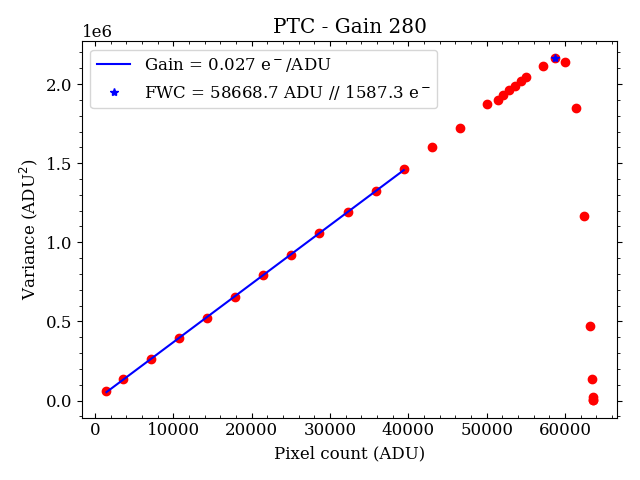 PTC - Gain 280
1e6
Gain = 0.027 e⁻/ADU
FWC = 58668.7 ADU // 1587.3 e⁻
2.0
1.5
1.0
0.5
0.0
Variance (ADU²)
0 10000 20000 30000 40000 50000 60000
Pixel count (ADU)